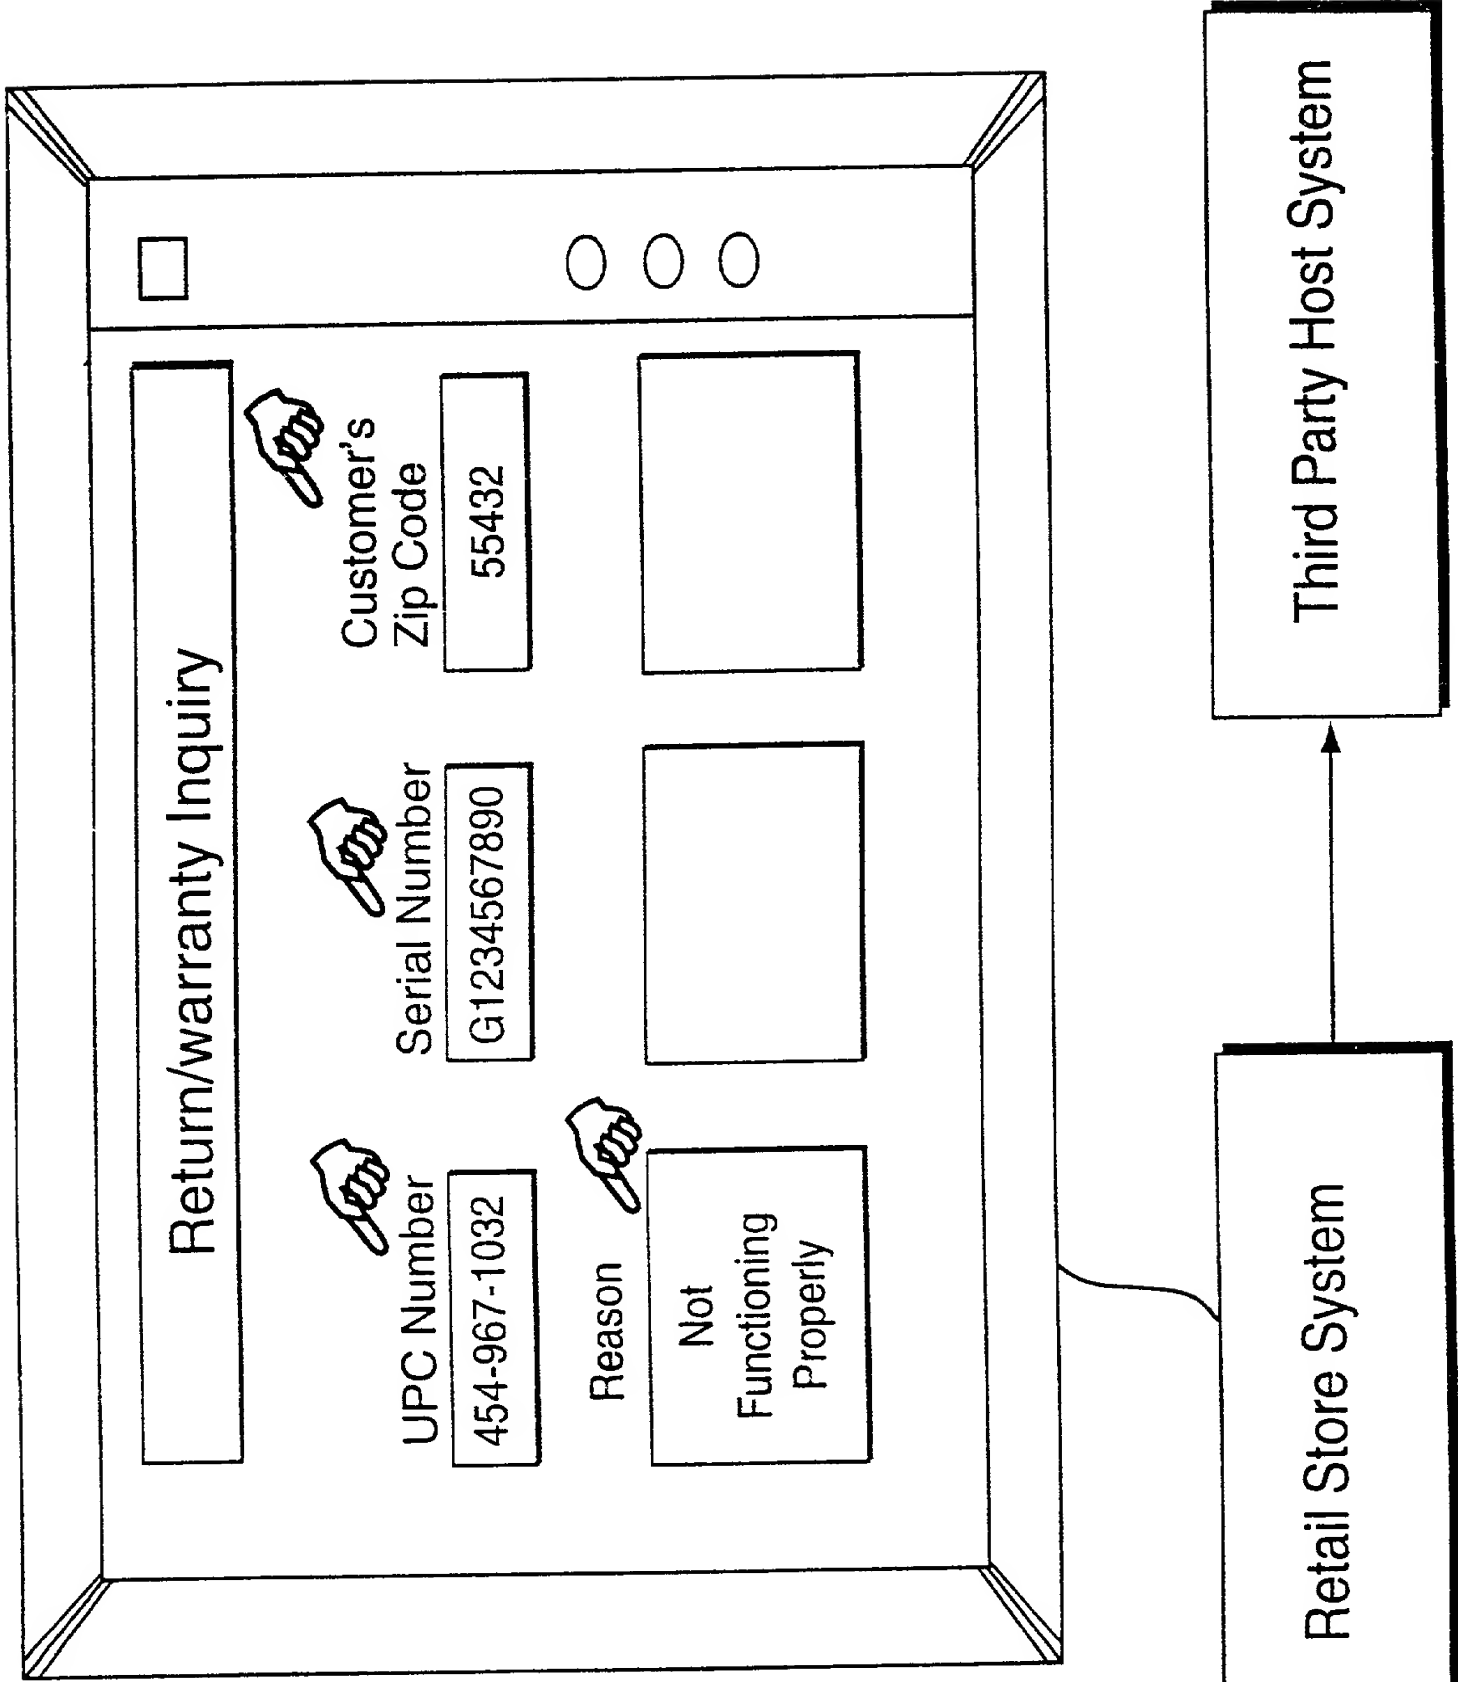 Return/warranty Inquiry
UPC Number
454-967-1032
Serial Number
G1234567890
Customer's
Zip Code
55432
Reason
Not
Functioning
Properly
Retail Store System
Third Party Host System